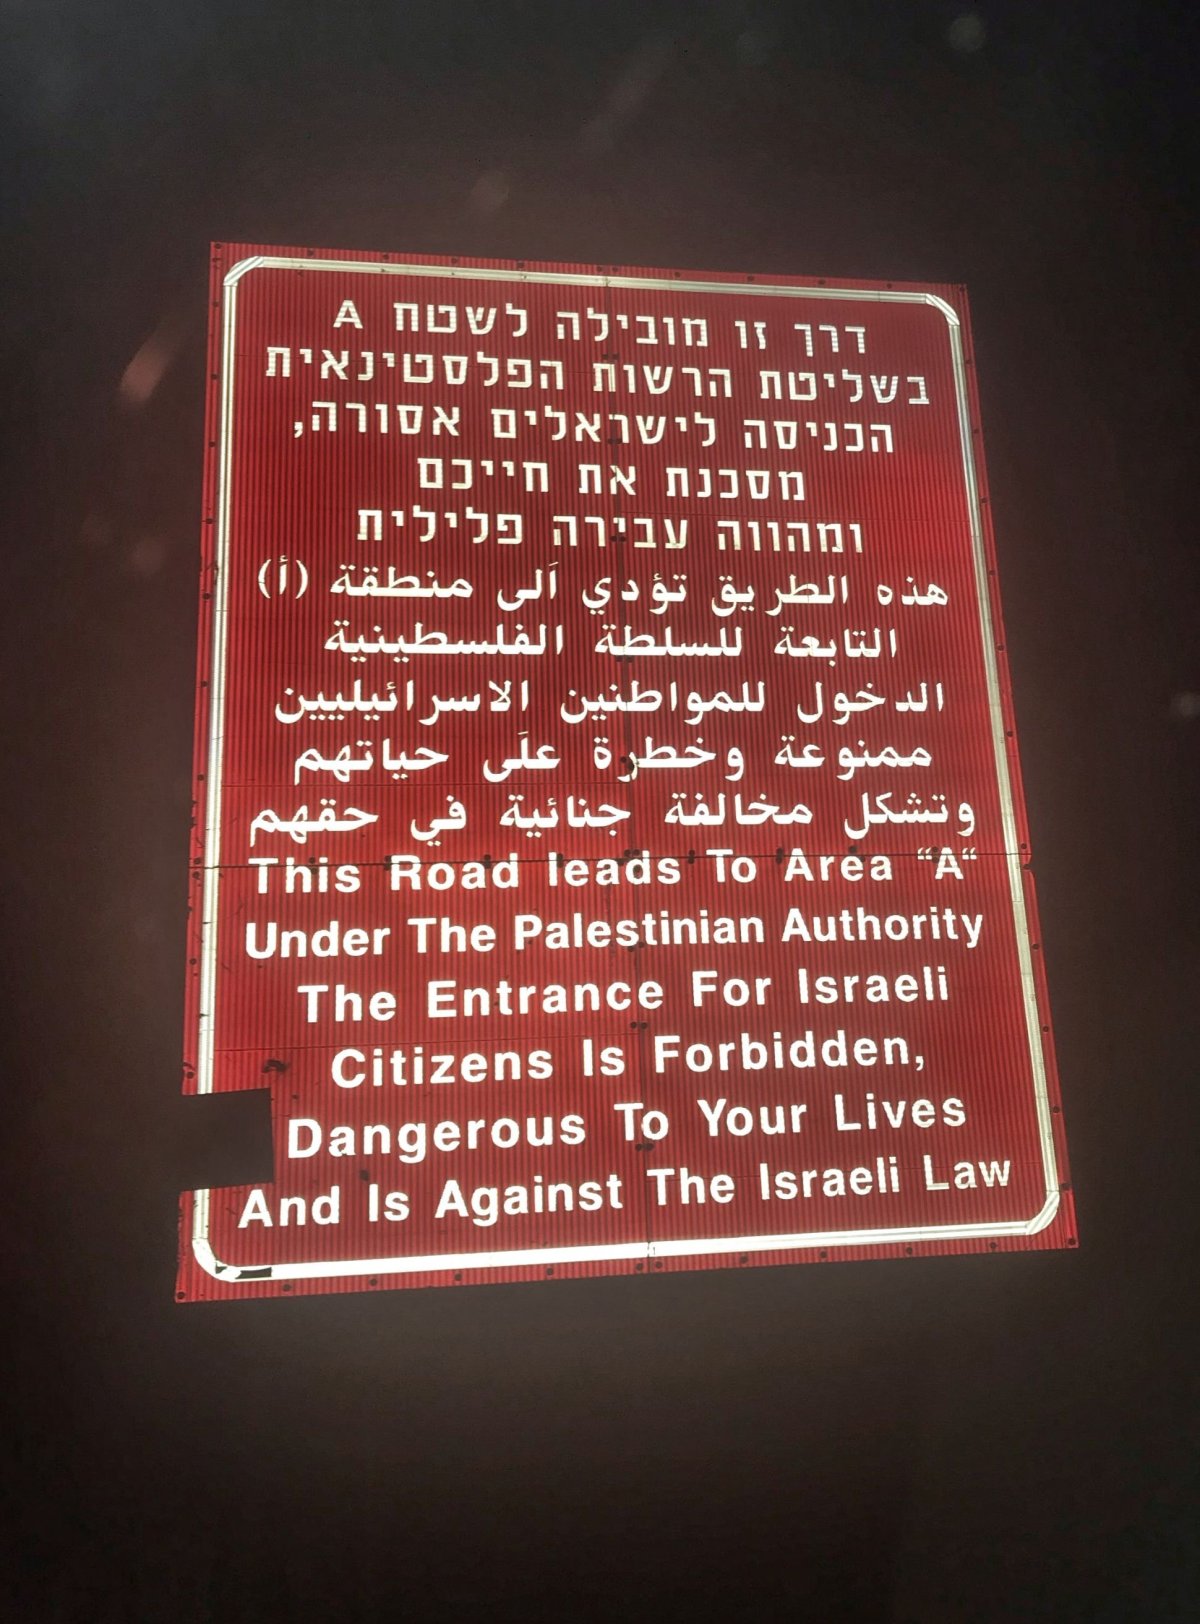 דרך זו מובילה לשטח A
בשליטת הרשות הפלסטינאית
הכניסה לישראלים אסורה,
מסכנת את חייכם
ומהווה עבירה פלילית
هذه الطريق تؤدي اَلى منطقة (أ)
التابعة للسلطة الفلسطينية
الدخول للمواطنين الاسرائيليين
ممنوعة وخطرة علَى حياتهم
وتشكل مخالفة جنائية في حقهم
This Road leads To Area “A“
Under The Palestinian Authority
The Entrance For Israeli
Citizens Is Forbidden,
Dangerous To Your Lives
And Is Against The Israeli Law